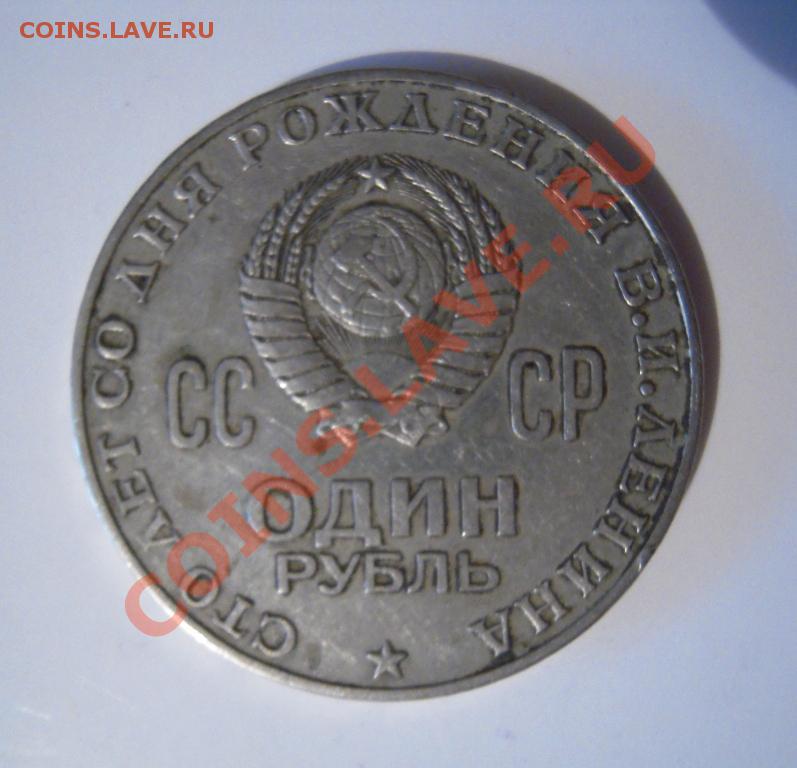 COINS.LAVE.RU
СТО ЛЕТ СО ДНЯ РОЖДЕНИЯ В.И.ЛЕНИНА
СС СР
ОДИН
РУБЛЬ
COINS.LAVE.RU